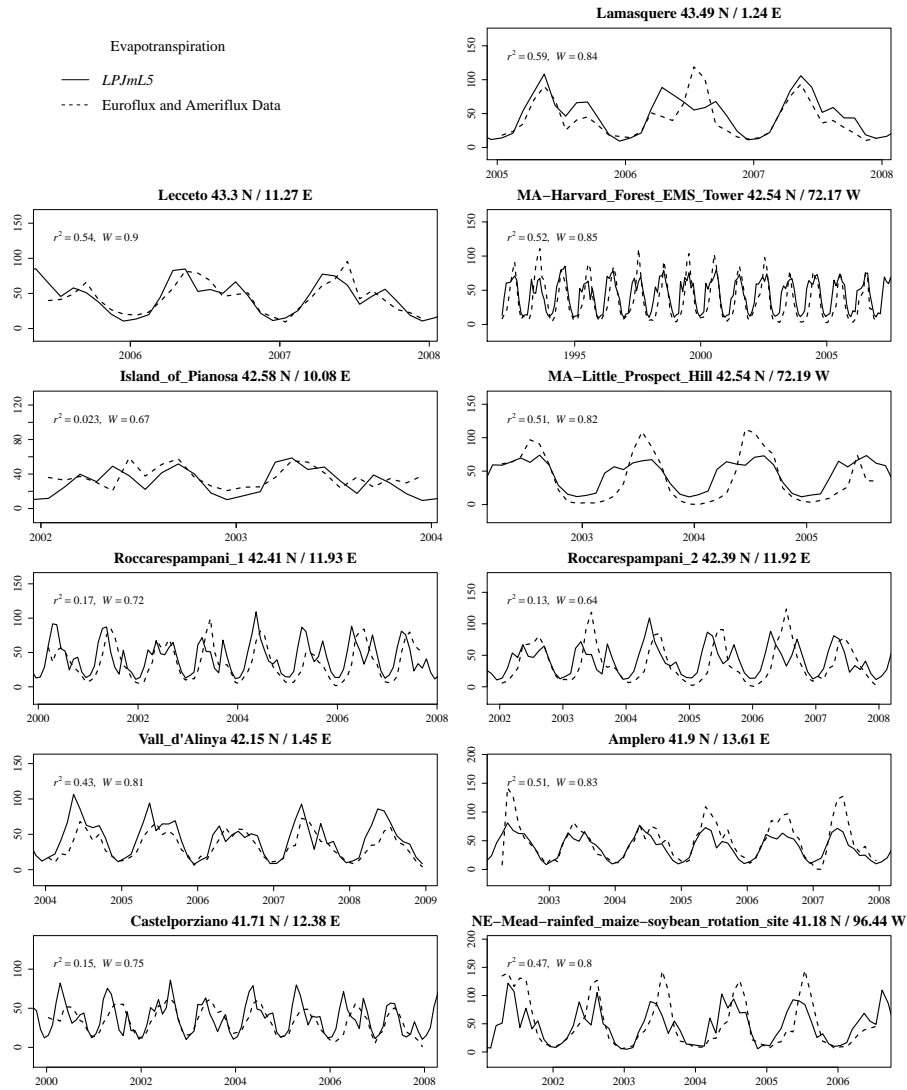 Lamasquere 43.49 N / 1.24 E
Evapotranspiration
LPJmL5
Euroflux and Ameriflux Data
r² = 0.59, W = 0.84
0 50 100 150
2005 2006 2007 2008
Lecceto 43.3 N / 11.27 E
r² = 0.54, W = 0.9
0 50 100 150
2006 2007 2008
MA−Harvard_Forest_EMS_Tower 42.54 N / 72.17 W
r² = 0.52, W = 0.85
0 50 100 150
1995 2000 2005
Island_of_Pianosa 42.58 N / 10.08 E
r² = 0.023, W = 0.67
0 40 80 120
2002 2003 2004
MA−Little_Prospect_Hill 42.54 N / 72.19 W
r² = 0.51, W = 0.82
0 50 100 150
2003 2004 2005
Roccarespampani_1 42.41 N / 11.93 E
r² = 0.17, W = 0.72
0 50 100 150
2000 2002 2004 2006 2008
Roccarespampani_2 42.39 N / 11.92 E
r² = 0.13, W = 0.64
0 50 100 150
2002 2003 2004 2005 2006 2007 2008
Vall_d'Alinya 42.15 N / 1.45 E
r² = 0.43, W = 0.81
0 50 100 150
2004 2005 2006 2007 2008 2009
Amplero 41.9 N / 13.61 E
r² = 0.51, W = 0.83
0 50 100 150 200
2003 2004 2005 2006 2007 2008
Castelporziano 41.71 N / 12.38 E
r² = 0.15, W = 0.75
0 50 100
2000 2002 2004 2006 2008
NE−Mead−rainfed_maize−soybean_rotation_site 41.18 N / 96.44 W
r² = 0.47, W = 0.8
0 50 100 150 200
2002 2003 2004 2005 2006